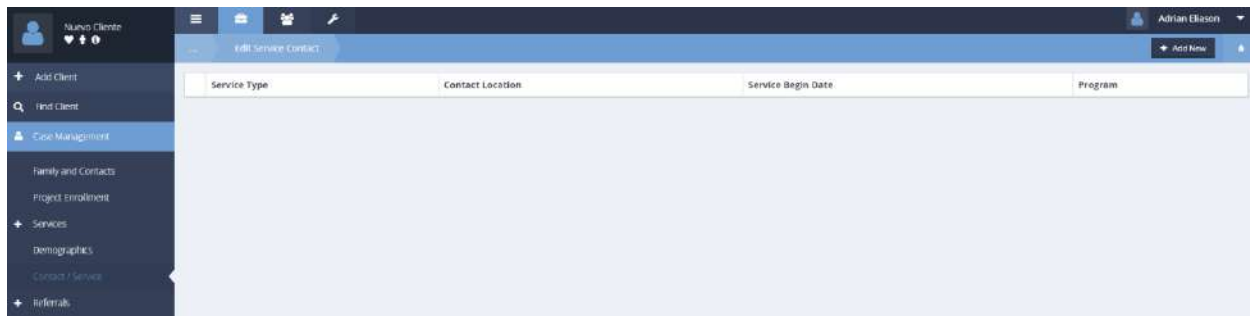 Nuevo Cliente
Adrian Eliason
... Edit Service Contact
Add New
Add Client
Find Client
Case Management
Family and Contacts
Project Enrollment
Services
Demographics
Contact / Service
Referrals
Service Type Contact Location Service Begin Date Program